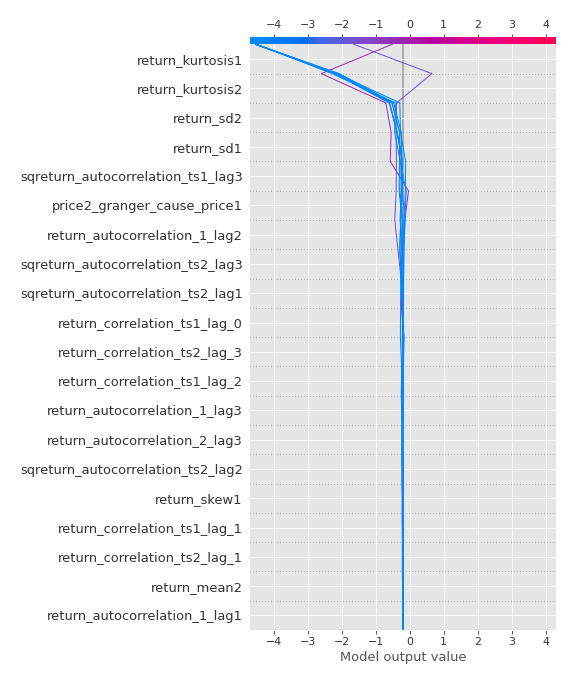 −4 −3 −2 −1 0 1 2 3 4
return_kurtosis1
return_kurtosis2
return_sd2
return_sd1
sqreturn_autocorrelation_ts1_lag3
price2_granger_cause_price1
return_autocorrelation_1_lag2
sqreturn_autocorrelation_ts2_lag3
sqreturn_autocorrelation_ts2_lag1
return_correlation_ts1_lag_0
return_correlation_ts2_lag_3
return_correlation_ts1_lag_2
return_autocorrelation_1_lag3
return_autocorrelation_2_lag3
sqreturn_autocorrelation_ts2_lag2
return_skew1
return_correlation_ts1_lag_1
return_correlation_ts2_lag_1
return_mean2
return_autocorrelation_1_lag1
−4 −3 −2 −1 0 1 2 3 4
Model output value